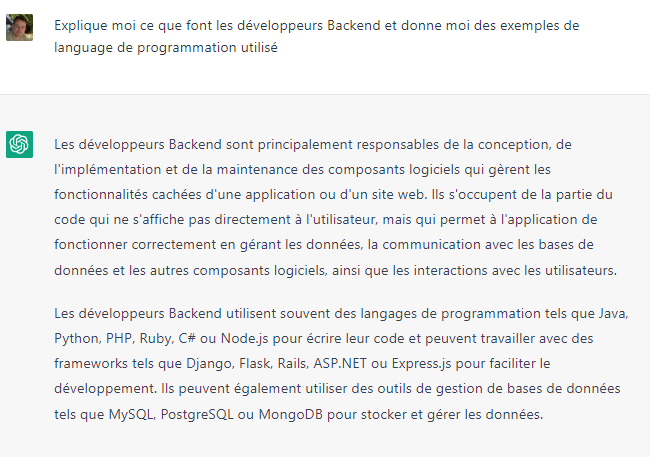 Explique moi ce que font les développeurs Backend et donne moi des exemples de
language de programmation utilisé
Les développeurs Backend sont principalement responsables de la conception, de
l'implémentation et de la maintenance des composants logiciels qui gèrent les
fonctionnalités cachées d'une application ou d'un site web. Ils s'occupent de la partie du
code qui ne s'affiche pas directement à l'utilisateur, mais qui permet à l'application de
fonctionner correctement en gérant les données, la communication avec les bases de
données et les autres composants logiciels, ainsi que les interactions avec les utilisateurs.
Les développeurs Backend utilisent souvent des langages de programmation tels que Java,
Python, PHP, Ruby, C# ou Node.js pour écrire leur code et peuvent travailler avec des
frameworks tels que Django, Flask, Rails, ASP.NET ou Express.js pour faciliter le
développement. Ils peuvent également utiliser des outils de gestion de bases de données
tels que MySQL, PostgreSQL ou MongoDB pour stocker et gérer les données.